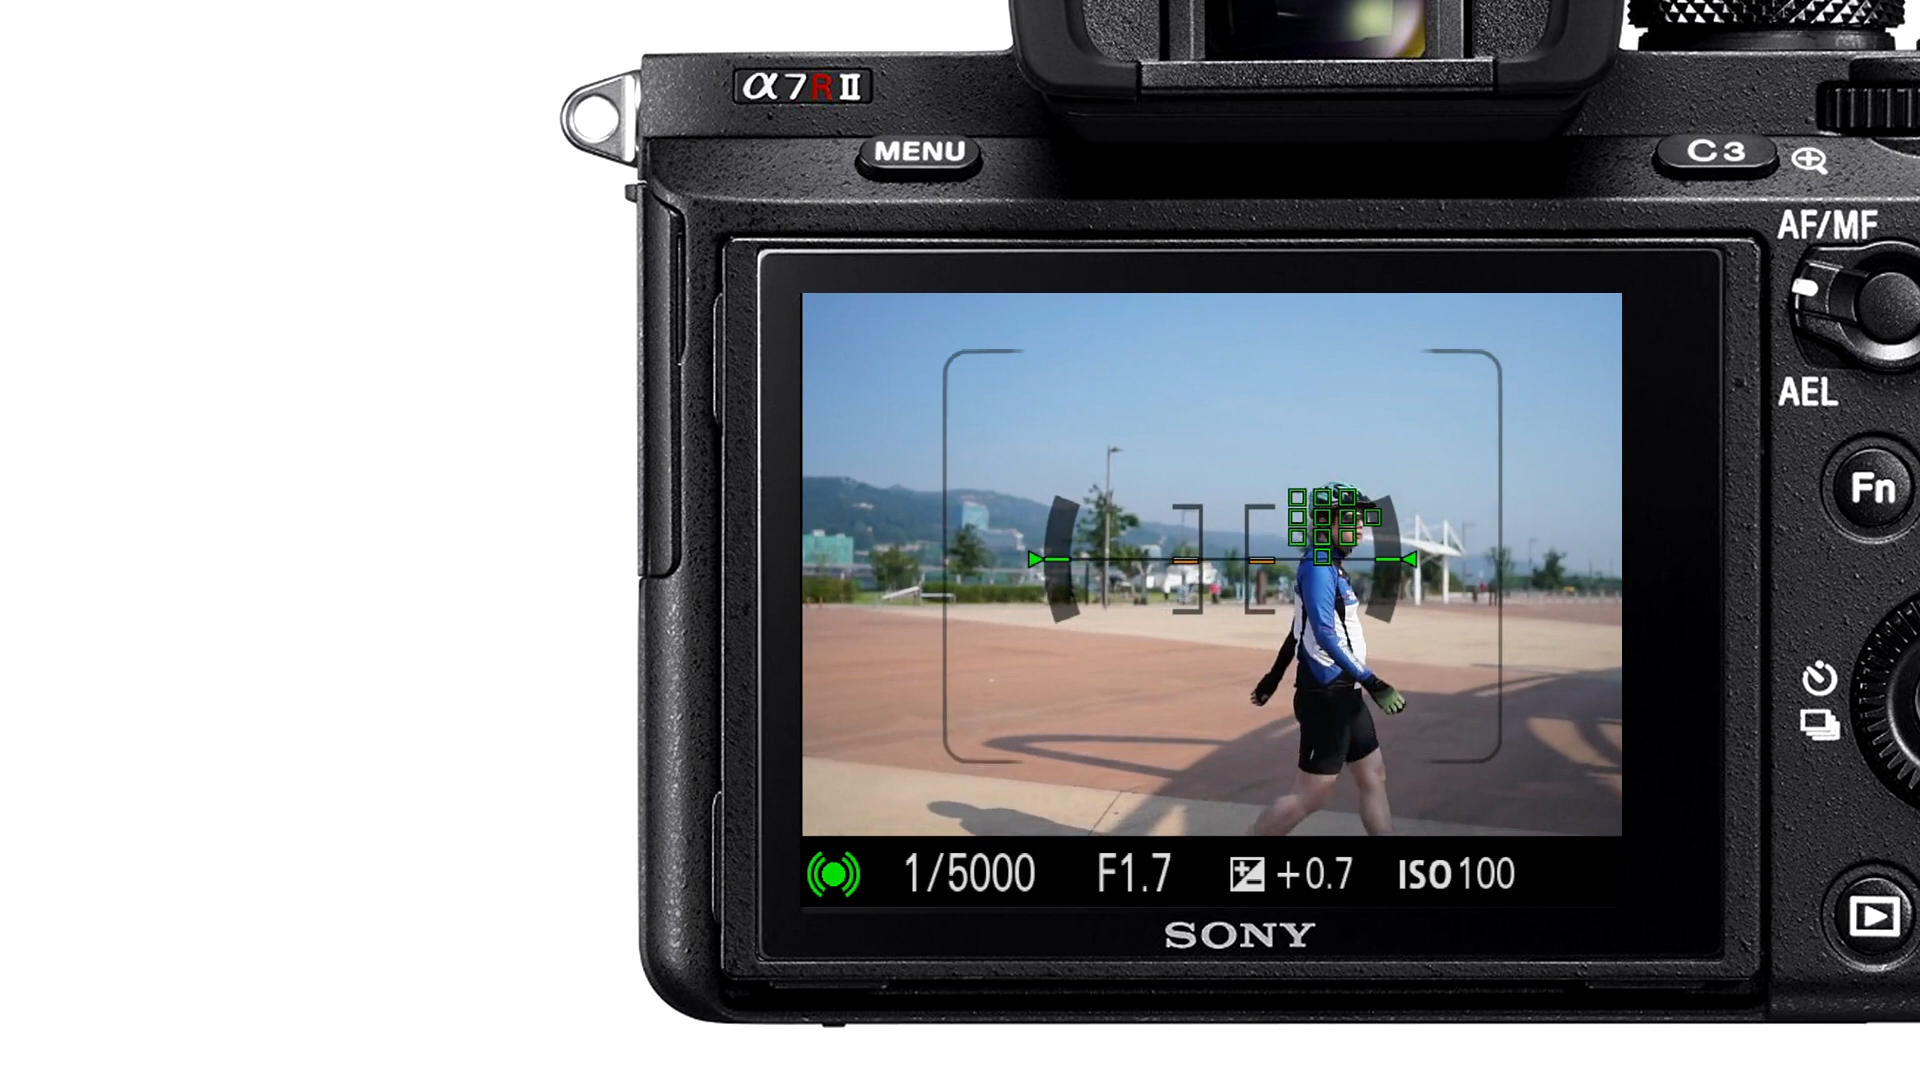 α7RII
MENU
C3
AF/MF
AEL
Fn
1/5000 F1.7 +0.7 ISO100
SONY